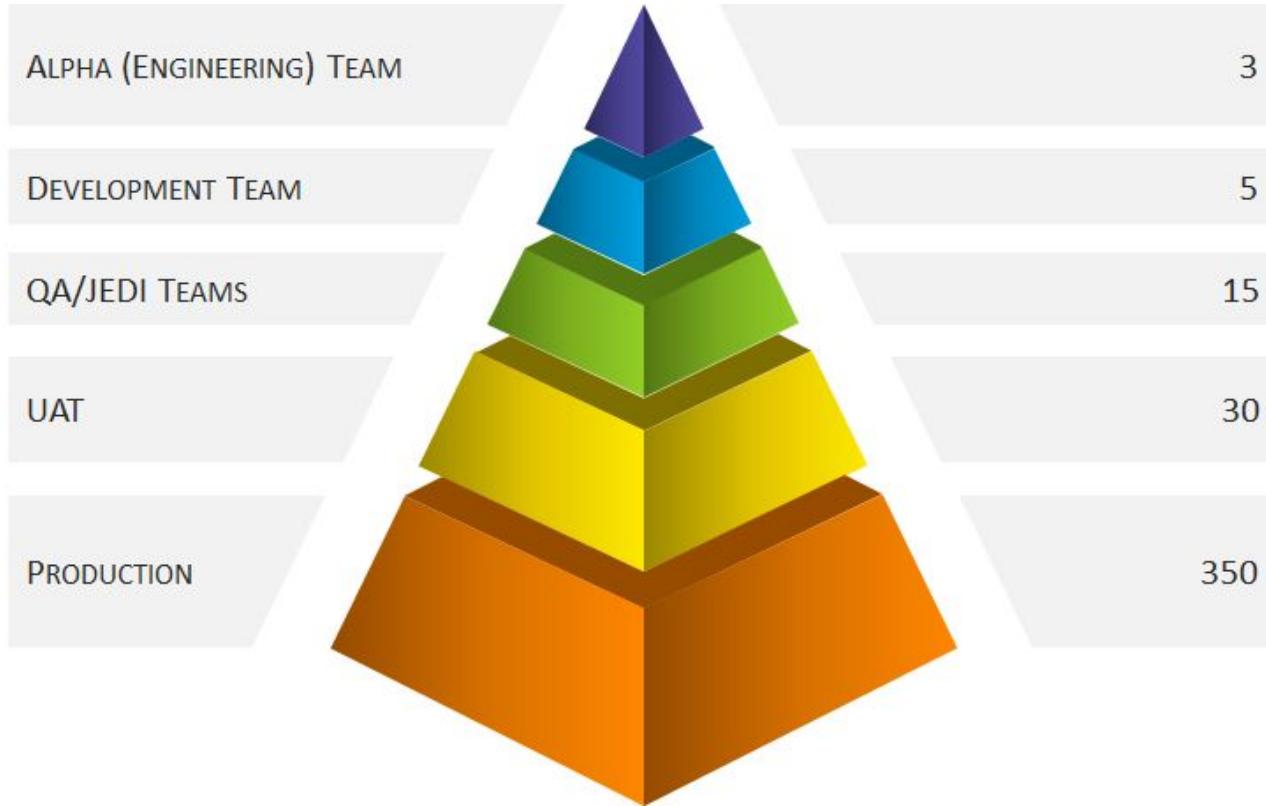 Alpha (Engineering) Team 3
Development Team 5
QA/JEDI Teams 15
UAT 30
Production 350